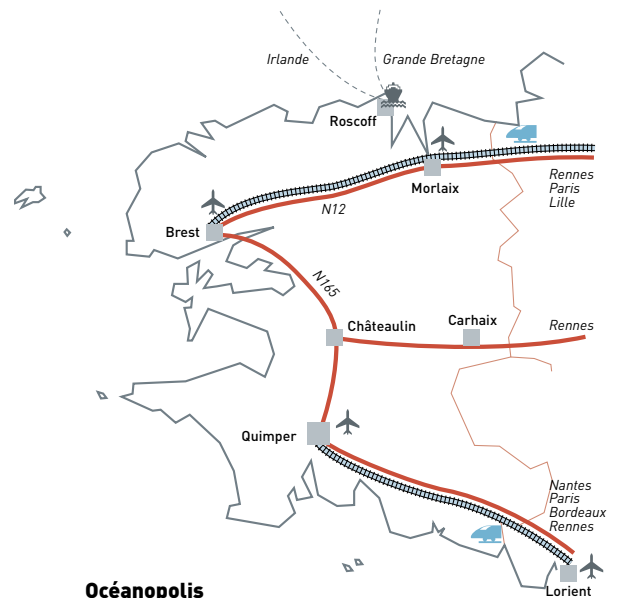 Irlande
Grande Bretagne
Roscoff
Morlaix
Rennes
Paris
Lille
N12
Brest
N165
Châteaulin
Carhaix
Rennes
Quimper
Nantes
Paris
Bordeaux
Rennes
Lorient
Océanopolis